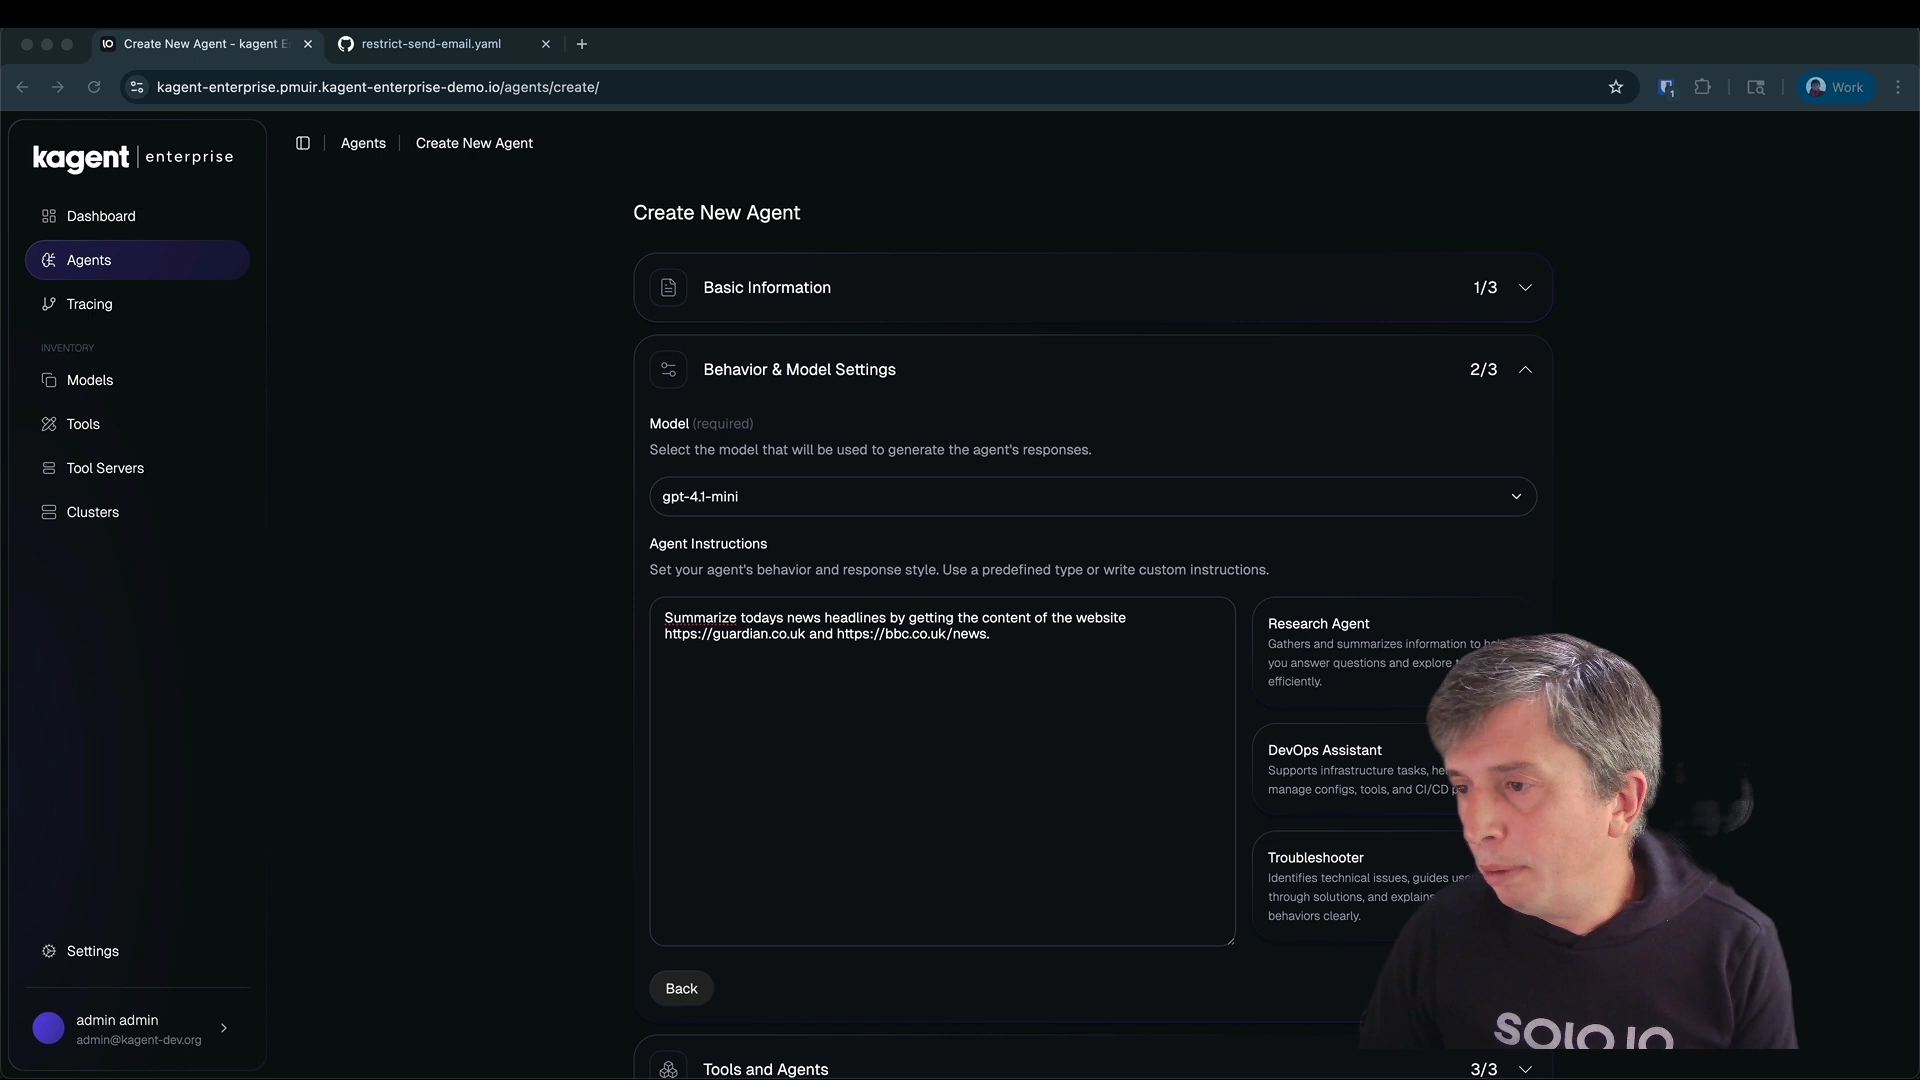 Create New Agent - kagent E
restrict-send-email.yaml
kagent-enterprise.pmuir.kagent-enterprise-demo.io/agents/create/
1
Work
kagent | enterprise
Agents
Create New Agent
Dashboard
Agents
Tracing
INVENTORY
Models
Tools
Tool Servers
Clusters
Settings
admin admin
admin@kagent-dev.org
Create New Agent
Basic Information
1/3
Behavior & Model Settings
2/3
Model (required)
Select the model that will be used to generate the agent's responses.
gpt-4.1-mini
Agent Instructions
Set your agent's behavior and response style. Use a predefined type or write custom instructions.
Summarize todays news headlines by getting the content of the website
https://guardian.co.uk and https://bbc.co.uk/news.
Research Agent
Gathers and summarizes information to
you answer questions and explore
efficiently.
DevOps Assistant
Supports infrastructure tasks,
manage configs, tools, and CI/CD
Troubleshooter
Identifies technical issues, guides
through solutions, and
behaviors clearly.
Back
Tools and Agents
3/3
SOLO.IO